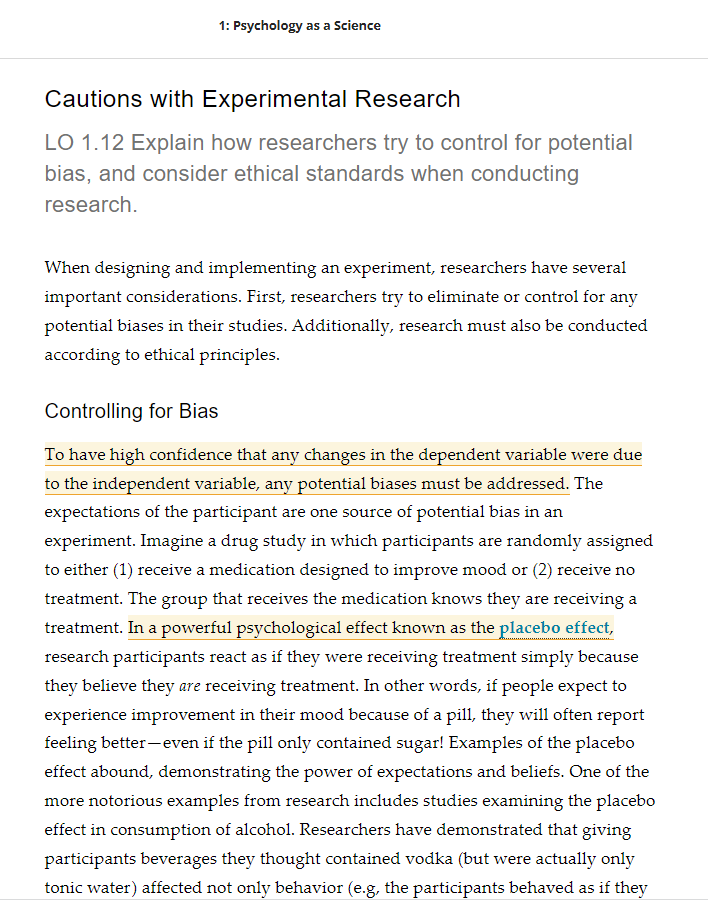 1: Psychology as a Science
Cautions with Experimental Research
LO 1.12 Explain how researchers try to control for potential
bias, and consider ethical standards when conducting
research.
When designing and implementing an experiment, researchers have several
important considerations. First, researchers try to eliminate or control for any
potential biases in their studies. Additionally, research must also be conducted
according to ethical principles.
Controlling for Bias
To have high confidence that any changes in the dependent variable were due
to the independent variable, any potential biases must be addressed. The
expectations of the participant are one source of potential bias in an
experiment. Imagine a drug study in which participants are randomly assigned
to either (1) receive a medication designed to improve mood or (2) receive no
treatment. The group that receives the medication knows they are receiving a
treatment. In a powerful psychological effect known as the placebo effect,
research participants react as if they were receiving treatment simply because
they believe they are receiving treatment. In other words, if people expect to
experience improvement in their mood because of a pill, they will often report
feeling better—even if the pill only contained sugar! Examples of the placebo
effect abound, demonstrating the power of expectations and beliefs. One of the
more notorious examples from research includes studies examining the placebo
effect in consumption of alcohol. Researchers have demonstrated that giving
participants beverages they thought contained vodka (but were actually only
tonic water) affected not only behavior (e.g, the participants behaved as if they